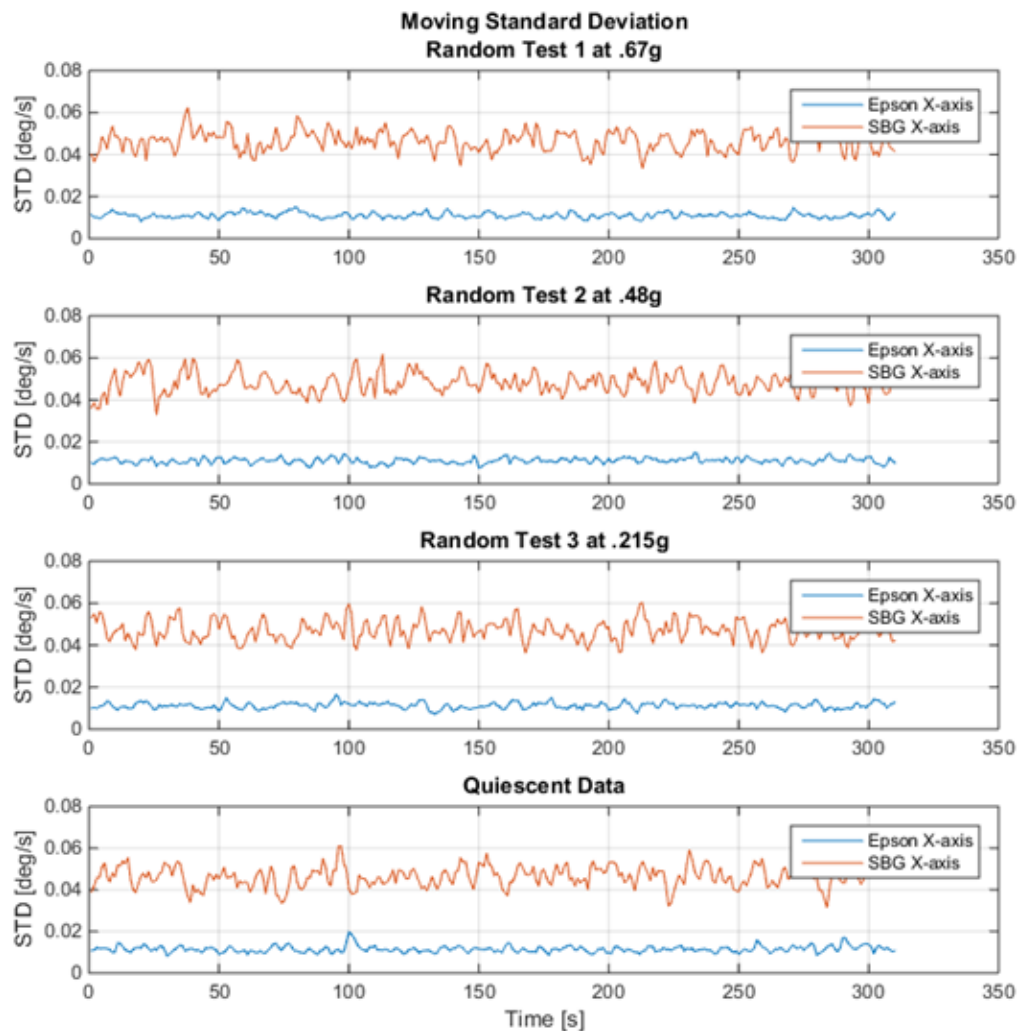 Moving Standard Deviation
Random Test 1 at .67g
0.08
0.06
0.04
0.02
0
STD [deg/s]
Epson X-axis
SBG X-axis
0 50 100 150 200 250 300 350
Random Test 2 at .48g
0.08
0.06
0.04
0.02
0
STD [deg/s]
Epson X-axis
SBG X-axis
0 50 100 150 200 250 300 350
Random Test 3 at .215g
0.08
0.06
0.04
0.02
0
STD [deg/s]
Epson X-axis
SBG X-axis
0 50 100 150 200 250 300 350
Quiescent Data
0.08
0.06
0.04
0.02
0
STD [deg/s]
Epson X-axis
SBG X-axis
0 50 100 150 200 250 300 350
Time [s]